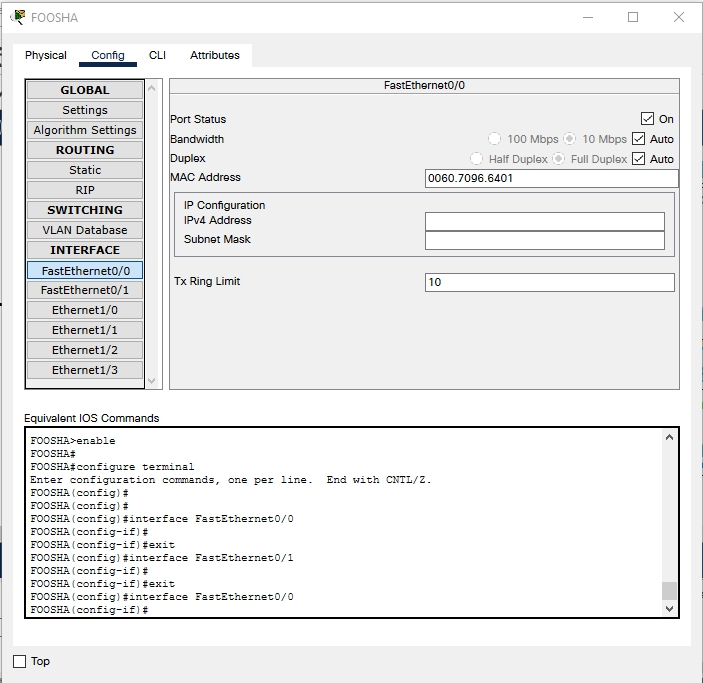 FOOSHA
Physical Config CLI Attributes
GLOBAL
Settings
Algorithm Settings
ROUTING
Static
RIP
SWITCHING
VLAN Database
INTERFACE
FastEthernet0/0
FastEthernet0/1
Ethernet1/0
Ethernet1/1
Ethernet1/2
Ethernet1/3
FastEthernet0/0
Port Status On
Bandwidth 100 Mbps 10 Mbps Auto
Duplex Half Duplex Full Duplex Auto
MAC Address 0060.7096.6401
IP Configuration
IPv4 Address
Subnet Mask
Tx Ring Limit 10
Equivalent IOS Commands
FOOSHA>enable
FOOSHA#
FOOSHA#configure terminal
Enter configuration commands, one per line.  End with CNTL/Z.
FOOSHA(config)#
FOOSHA(config)#
FOOSHA(config)#interface FastEthernet0/0
FOOSHA(config-if)#
FOOSHA(config-if)#exit
FOOSHA(config)#interface FastEthernet0/1
FOOSHA(config-if)#
FOOSHA(config-if)#exit
FOOSHA(config)#interface FastEthernet0/0
FOOSHA(config-if)#
Top